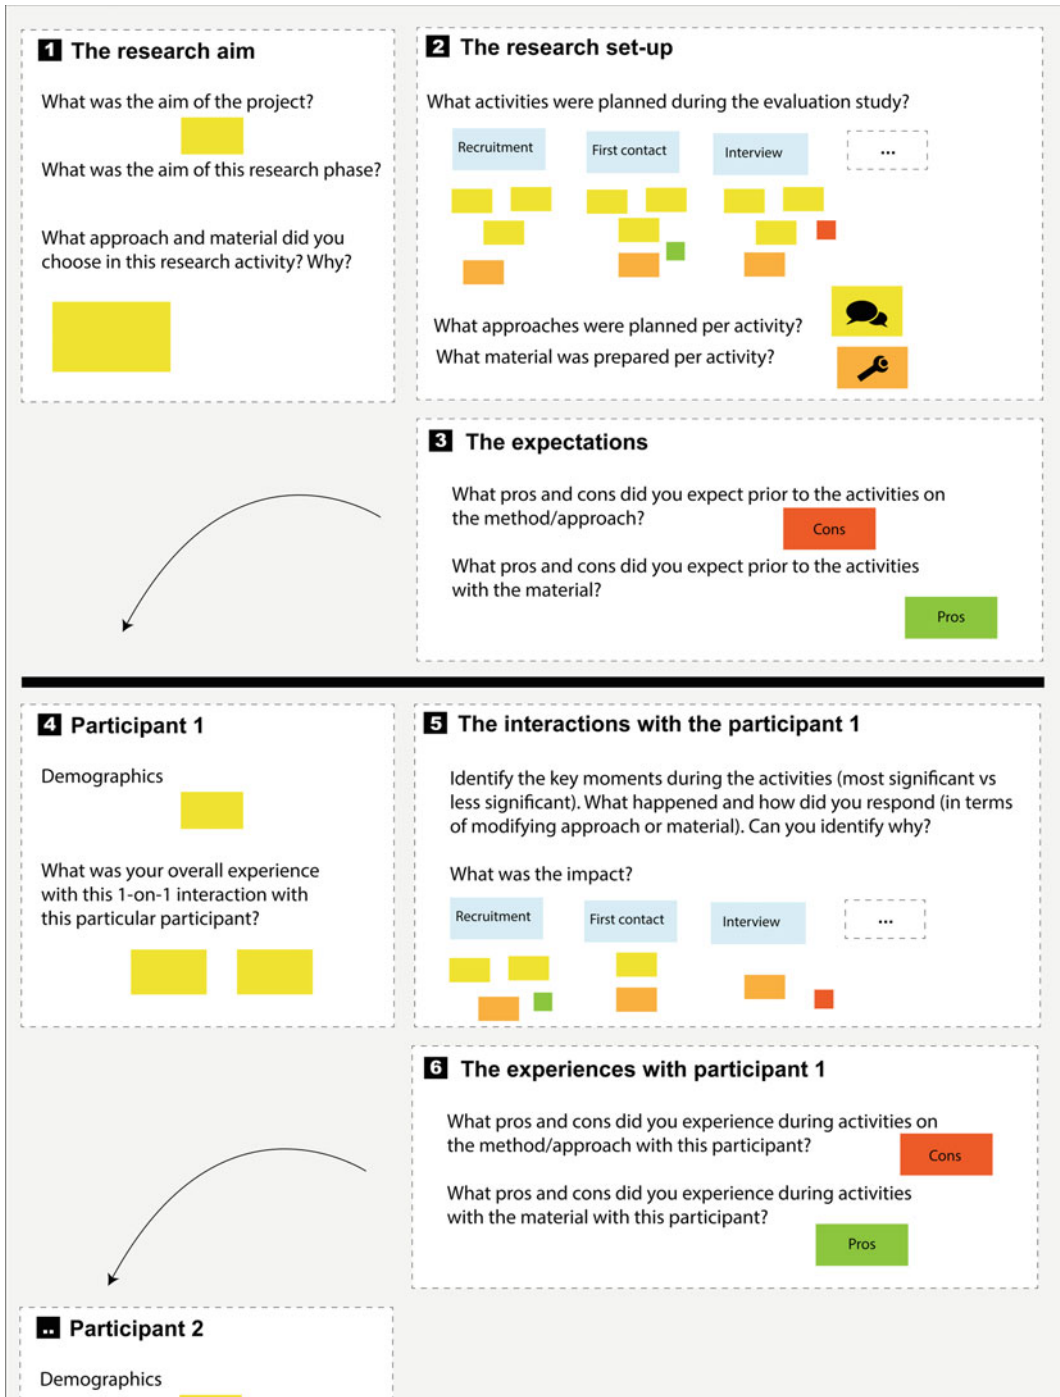 1 The research aim
What was the aim of the project?
What was the aim of this research phase?
What approach and material did you
choose in this research activity? Why?
2 The research set-up
What activities were planned during the evaluation study?
Recruitment
First contact
Interview
...
What approaches were planned per activity?
What material was prepared per activity?
3 The expectations
What pros and cons did you expect prior to the activities on
the method/approach?
Cons
What pros and cons did you expect prior to the activities
with the material?
Pros
4 Participant 1
Demographics
What was your overall experience
with this 1-on-1 interaction with
this particular participant?
5 The interactions with the participant 1
Identify the key moments during the activities (most significant vs
less significant). What happened and how did you respond (in terms
of modifying approach or material). Can you identify why?
What was the impact?
Recruitment
First contact
Interview
...
6 The experiences with participant 1
What pros and cons did you experience during activities on
the method/approach with this participant?
Cons
What pros and cons did you experience during activities
with the material with this participant?
Pros
.. Participant 2
Demographics